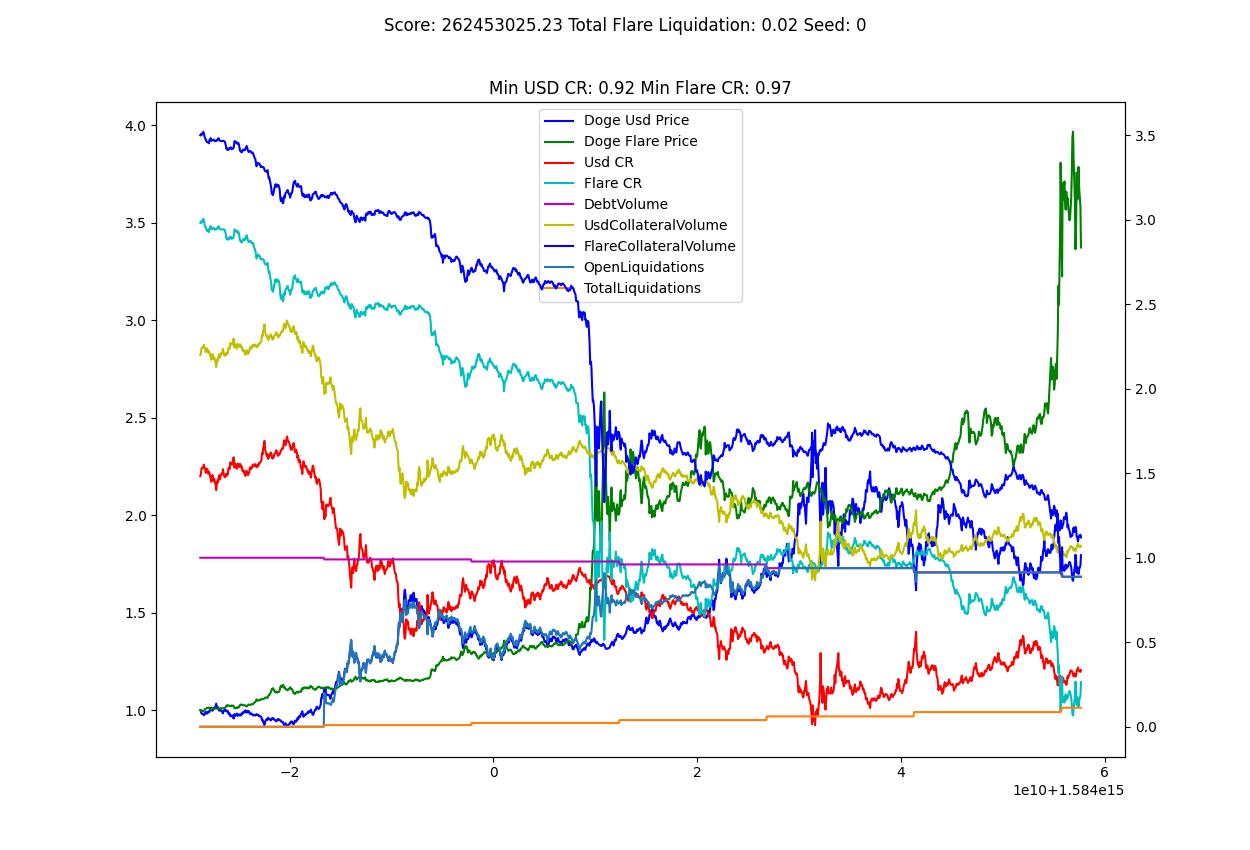 Score: 262453025.23 Total Flare Liquidation: 0.02 Seed: 0
Min USD CR: 0.92 Min Flare CR: 0.97
Doge Usd Price
Doge Flare Price
Usd CR
Flare CR
DebtVolume
UsdCollateralVolume
FlareCollateralVolume
OpenLiquidations
TotalLiquidations
4.0
3.5
3.0
2.5
2.0
1.5
1.0
3.5
3.0
2.5
2.0
1.5
1.0
0.5
0.0
−2
0
2
4
6
1e10+1.584e15